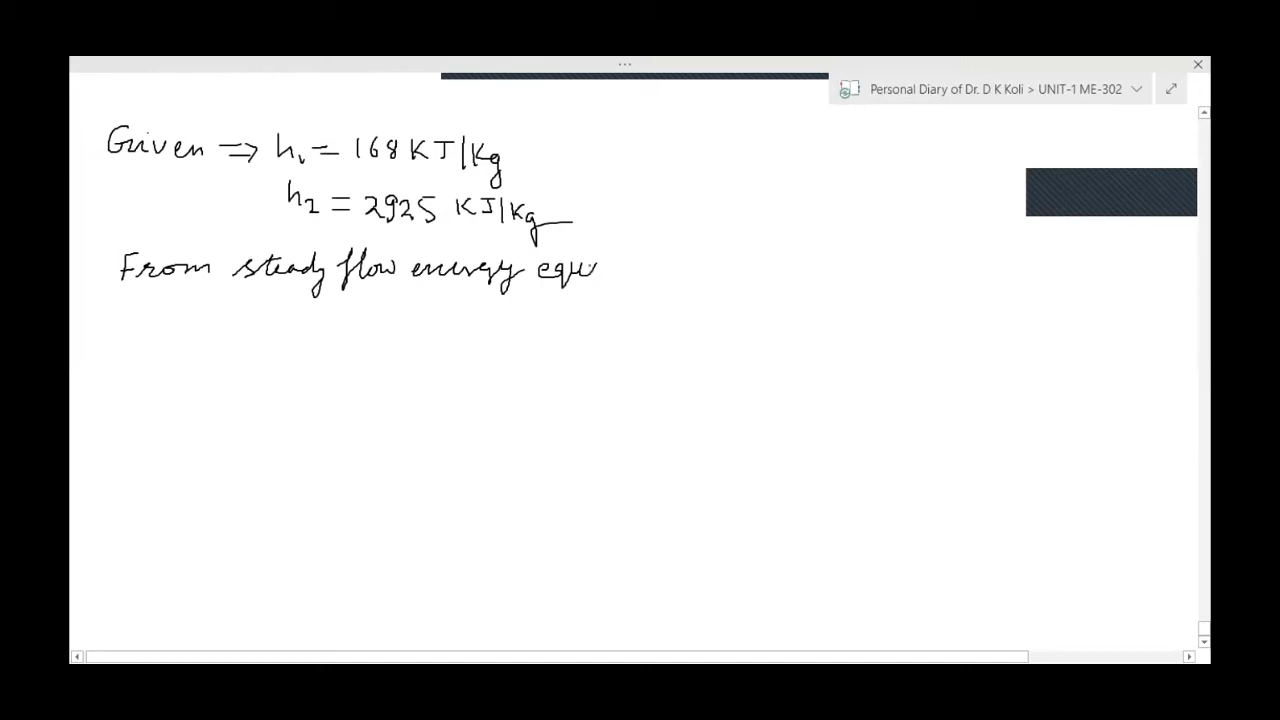 ...
Personal Diary of Dr. D K Koli > UNIT-1 ME-302
Given ⇒ h₁ = 168 KJ/Kg
h₂ = 2925 KJ/Kg
From steady flow energy equ